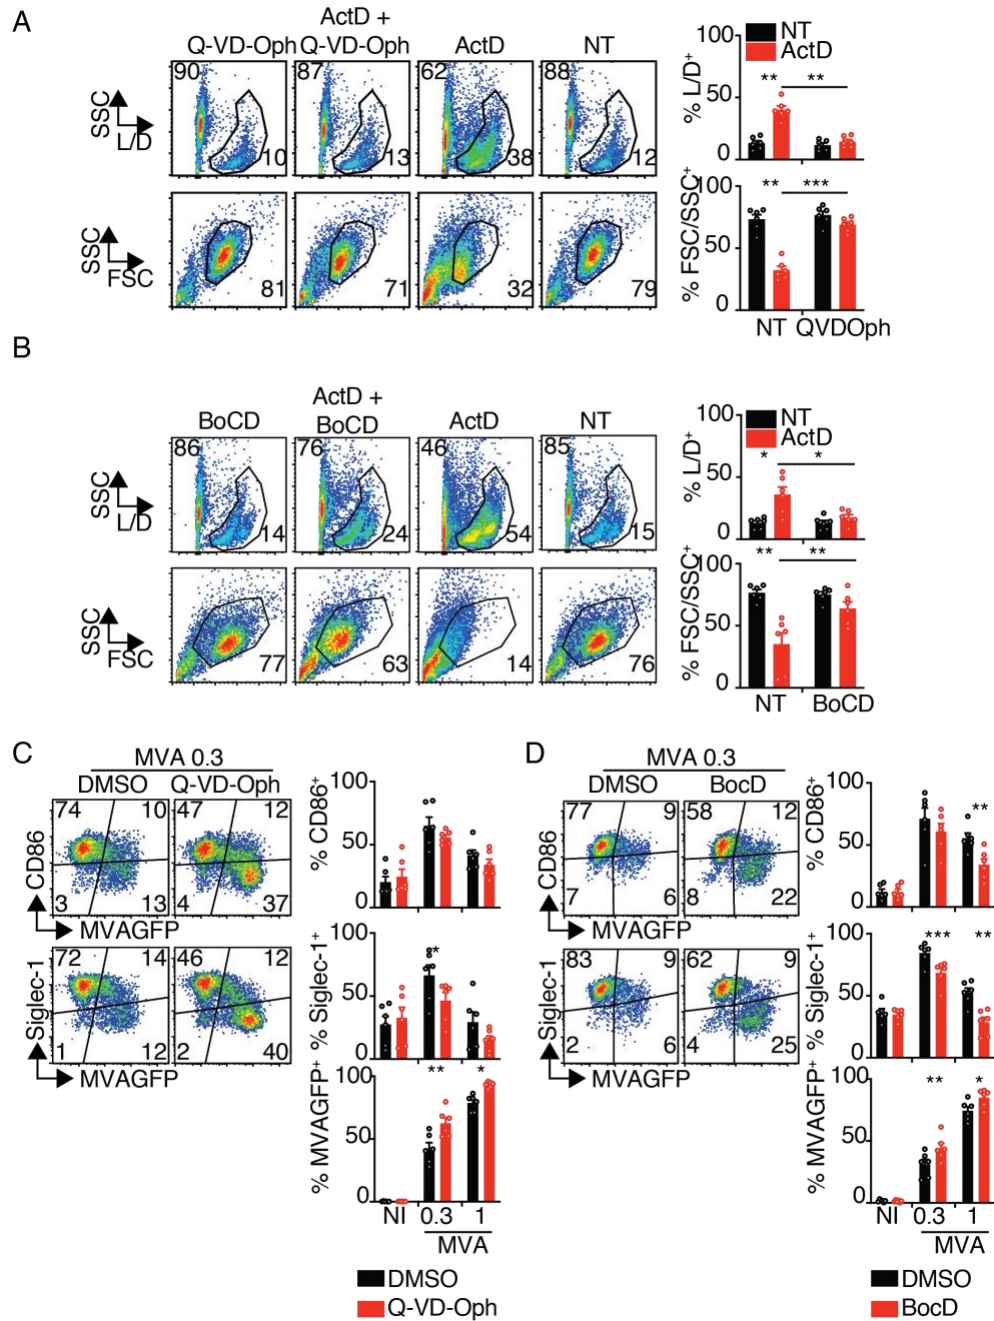 A
Q-VD-Oph
ActD +
Q-VD-Oph
ActD
NT
SSC
L/D
90
10
87
13
62
38
88
12
SSC
FSC
81
71
32
79
NT
ActD
% L/D+
100
50
0
** **
% FSC/SSC+
100
50
0
** ***
NT QVDOph
B
BoCD
ActD +
BoCD
ActD
NT
SSC
L/D
86
14
76
24
46
54
85
15
SSC
FSC
77
63
14
76
NT
ActD
% L/D+
100
50
0
* *
% FSC/SSC+
100
50
0
** **
NT BoCD
C
MVA 0.3
DMSO Q-VD-Oph
CD86
74 10
3 13
47 12
4 37
MVAGFP
Siglec-1
72 14
1 12
46 12
2 40
MVAGFP
% CD86+
100
50
0
% Siglec-1+
100
50
0
*
% MVAGFP+
100
50
0
** *
NI 0.3 1
MVA
DMSO
Q-VD-Oph
D
MVA 0.3
DMSO BocD
CD86
77 9
7 6
58 12
8 22
MVAGFP
Siglec-1
83 9
2 6
62 9
4 25
MVAGFP
% CD86+
100
50
0
**
% Siglec-1+
100
50
0
*** **
% MVAGFP+
100
50
0
** *
NI 0.3 1
MVA
DMSO
BocD